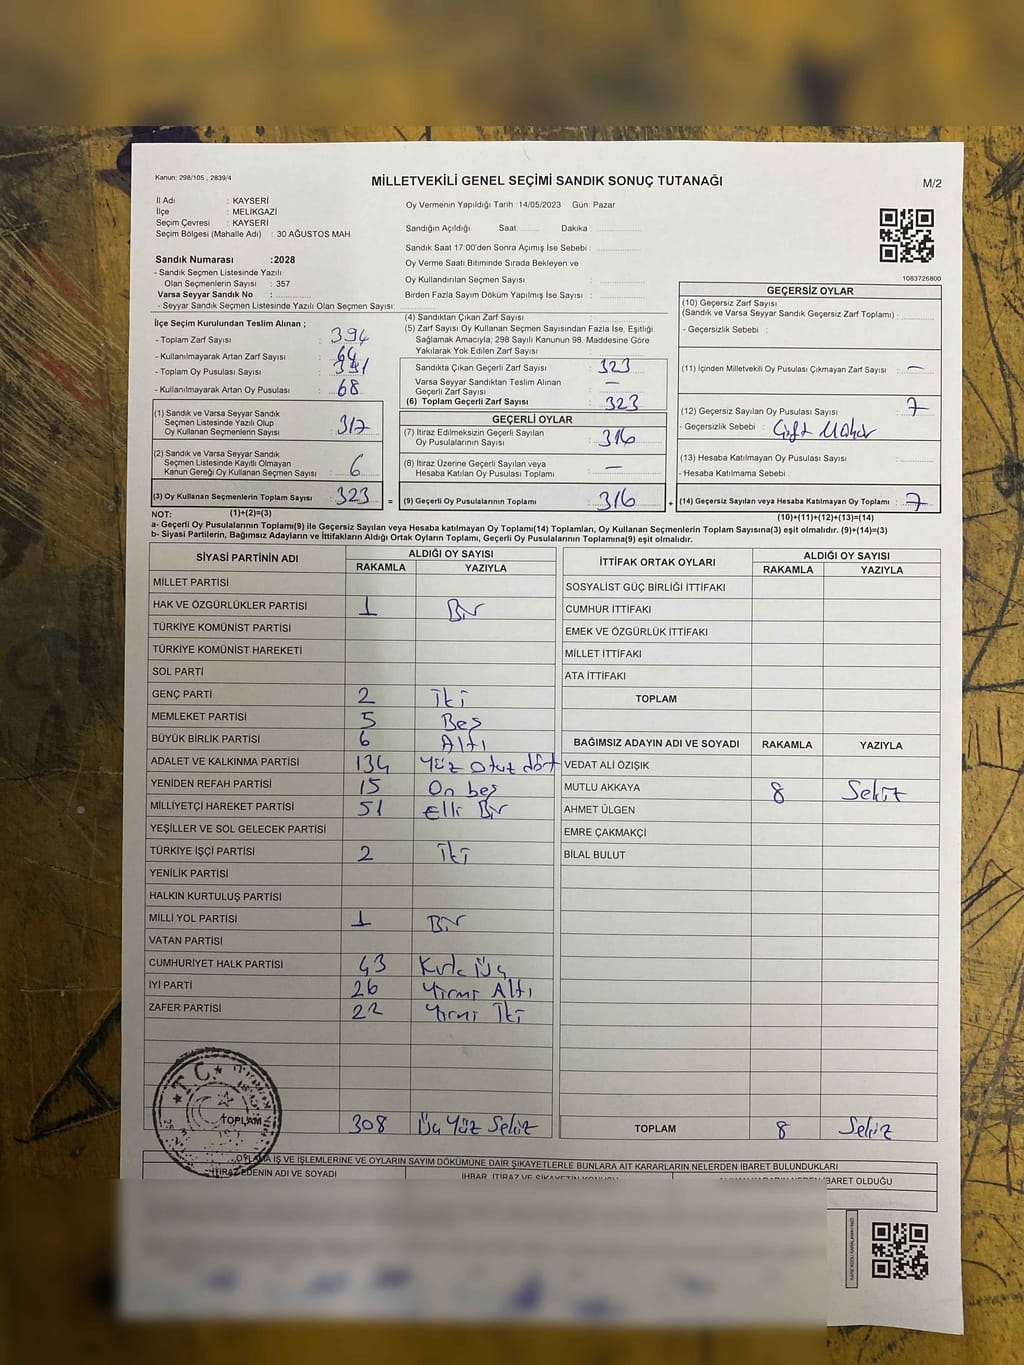 Kanun; 298/105 , 2839/4
MİLLETVEKİLİ GENEL SEÇİMİ SANDIK SONUÇ TUTANAĞI
M/2
İl Adı : KAYSERİ
İlçe : MELİKGAZİ
Seçim Çevresi : KAYSERİ
Seçim Bölgesi (Mahalle Adı) : 30 AĞUSTOS MAH.
Sandık Numarası :2028
- Sandık Seçmen Listesinde Yazılı
Olan Seçmenlerin Sayısı : 357
Varsa Seyyar Sandık No :
- Seyyar Sandık Listesinde Yazılı Olan Seçmen Sayısı:
Oy Vermenin Yapıldığı Tarih :14/05/2023 Gün: Pazar
Sandığın Açıldığı Saat Dakika :
Sandık Saat 17:00'den Sonra Açımış İse Sebebi :
Oy Verme Saati Bitiminde Sırada Bekleyen ve
Oy Kullandırılan Seçmen Sayısı :
Birden Fazla Sayım Döküm Yapılmış İse Sayısı :
1083726800
İlçe Seçim Kurulundan Teslim Alınan ;
- Toplam Zarf Sayısı : 394
- Kullanılmayarak Artan Zarf Sayısı :
- Toplam Oy Pusulası Sayısı :
- Kullanılmayarak Artan Oy Pusulası : 68
(1) Sandık ve Varsa Seyyar Sandık
Seçmen Listesinde Yazılı Olup
Oy Kullanan Seçmenlerin Sayısı : 317
(2) Sandık ve Varsa Seyyar Sandık
Seçmen Listesinde Kayıtlı Olmayan
Kanun Gereği Oy Kullanan Seçmen Sayısı : 6
(3) Oy Kullanan Seçmenlerin Toplam Sayısı : 323
(4) Sandıktan Çıkan Zarf Sayısı :
(5) Zarf Sayısı Oy Kullanan Seçmen Sayısından Fazla İse, Eşitliği
Sağlamak Amacıyla; 298 Sayılı Kanunun 98. Maddesine Göre
Yakılarak Yok Edilen Zarf Sayısı :
Sandıkta Çıkan Geçerli Zarf Sayısı : 323
Varsa Seyyar Sandıktan Teslim Alınan
Geçerli Zarf Sayısı : —
(6) Toplam Geçerli Zarf Sayısı : 323
GEÇERLİ OYLAR
(7) İtiraz Edilmeksizin Geçerli Sayılan
Oy Pusulalarının Sayısı : 316
(8) İtiraz Üzerine Geçerli Sayılan veya
Hesaba Katılan Oy Pusulası Toplamı : —
= (9) Geçerli Oy Pusulalarının Toplamı : 316
GEÇERSİZ OYLAR
(10) Geçersiz Zarf Sayısı
(Sandık ve Varsa Seyyar Sandık Geçersiz Zarf Toplamı) :
- Geçersizlik Sebebi :
(11) İçinden Milletvekili Oy Pusulası Çıkmayan Zarf Sayısı : —
(12) Geçersiz Sayılan Oy Pusulası Sayısı : 7
- Geçersizlik Sebebi : Çift Mühür
(13) Hesaba Katılmayan Oy Pusulası Sayısı :
- Hesaba Katılmama Sebebi :
+ (14) Geçersiz Sayılan veya Hesaba Katılmayan Oy Toplamı : 7
NOT: (1)+(2)=(3)
(10)+(11)+(12)+(13)=(14)
a- Geçerli Oy Pusulalarının Toplamı(9) ile Geçersiz Sayılan veya Hesaba katılmayan Oy Toplamı(14) Toplamları, Oy Kullanan Seçmenlerin Toplam Sayısına(3) eşit olmalıdır. (9)+(14)=(3)
b- Siyasi Partilerin, Bağımsız Adayların ve İttifakların Aldığı Ortak Oyların Toplamı, Geçerli Oy Pusulalarının Toplamına(9) eşit olmalıdır.
SİYASİ PARTİNİN ADI ALDIĞI OY SAYISI
RAKAMLA YAZIYLA
MİLLET PARTİSİ
HAK VE ÖZGÜRLÜKLER PARTİSİ 1 Bir
TÜRKİYE KOMÜNİST PARTİSİ
TÜRKİYE KOMÜNİST HAREKETİ
SOL PARTİ
GENÇ PARTİ 2 İki
MEMLEKET PARTİSİ 5 Beş
BÜYÜK BİRLİK PARTİSİ 6 Altı
ADALET VE KALKINMA PARTİSİ 134 Yüz otuz dört
YENİDEN REFAH PARTİSİ 15 On beş
MİLLİYETÇİ HAREKET PARTİSİ 51 Elli Bir
YEŞİLLER VE SOL GELECEK PARTİSİ
TÜRKİYE İŞÇİ PARTİSİ 2 İki
YENİLİK PARTİSİ
HALKIN KURTULUŞ PARTİSİ
MİLLİ YOL PARTİSİ 1 Bir
VATAN PARTİSİ
CUMHURİYET HALK PARTİSİ 43 Kırk Üç
İYİ PARTİ 26 Yirmi Altı
ZAFER PARTİSİ 22 Yirmi İki
T.C.
TOPLAM 308 Üç Yüz Sekiz
İTTİFAK ORTAK OYLARI ALDIĞI OY SAYISI
RAKAMLA YAZIYLA
SOSYALİST GÜÇ BİRLİĞİ İTTİFAKI
CUMHUR İTTİFAKI
EMEK VE ÖZGÜRLÜK İTTİFAKI
MİLLET İTTİFAKI
ATA İTTİFAKI
TOPLAM
BAĞIMSIZ ADAYIN ADI VE SOYADI RAKAMLA YAZIYLA
VEDAT ALİ ÖZIŞIK
MUTLU AKKAYA 8 Sekiz
AHMET ÜLGEN
EMRE ÇAKMAKÇİ
BİLAL BULUT
TOPLAM 8 Sekiz
OYLAMA İŞ VE İŞLEMLERİNE VE OYLARIN SAYIM DÖKÜMÜNE DAİR ŞİKAYETLERLE BUNLARA AİT KARARLARIN NELERDEN İBARET BULUNDUKLARI
İTİRAZ EDENİN ADI VE SOYADI
İHBAR, İTİRAZ VE ŞİKAYETİN KONUSU
İBARET OLDUĞU